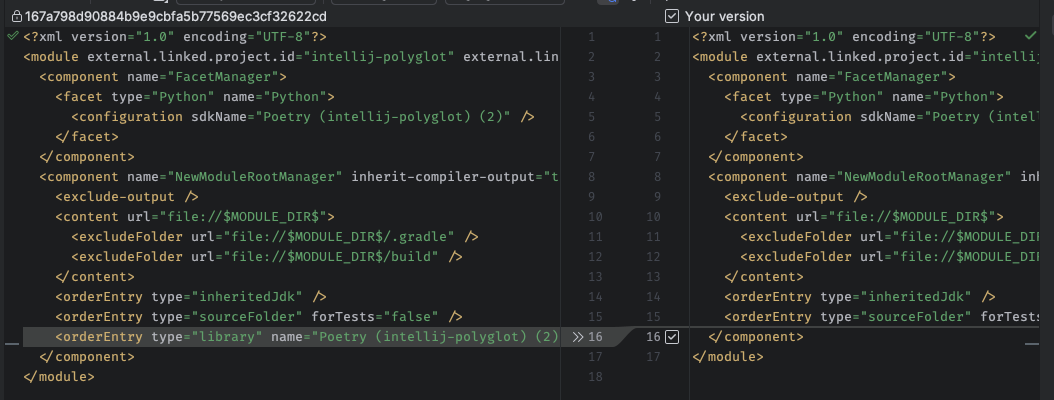 167a798d90884b9e9cbfa5b77569ec3cf32622cd
<?xml version="1.0" encoding="UTF-8"?>
<module external.linked.project.id="intellij-polyglot" external.lin
<component name="FacetManager">
<facet type="Python" name="Python">
<configuration sdkName="Poetry (intellij-polyglot) (2)" />
</facet>
</component>
<component name="NewModuleRootManager" inherit-compiler-output="t
<exclude-output />
<content url="file://$MODULE_DIR$">
<excludeFolder url="file://$MODULE_DIR$/.gradle" />
<excludeFolder url="file://$MODULE_DIR$/build" />
</content>
<orderEntry type="inheritedJdk" />
<orderEntry type="sourceFolder" forTests="false" />
<orderEntry type="library" name="Poetry (intellij-polyglot) (2)
</component>
</module>
1
2
3
4
5
6
7
8
9
10
11
12
13
14
15
16
17
18
1
2
3
4
5
6
7
8
9
10
11
12
13
14
15
16
17
Your version
<?xml version="1.0" encoding="UTF-8"?>
<module external.linked.project.id="intellij
<component name="FacetManager">
<facet type="Python" name="Python">
<configuration sdkName="Poetry (intell
</facet>
</component>
<component name="NewModuleRootManager" inh
<exclude-output />
<content url="file://$MODULE_DIR$">
<excludeFolder url="file://$MODULE_DIR
<excludeFolder url="file://$MODULE_DIR
</content>
<orderEntry type="inheritedJdk" />
<orderEntry type="sourceFolder" forTests
</component>
</module>